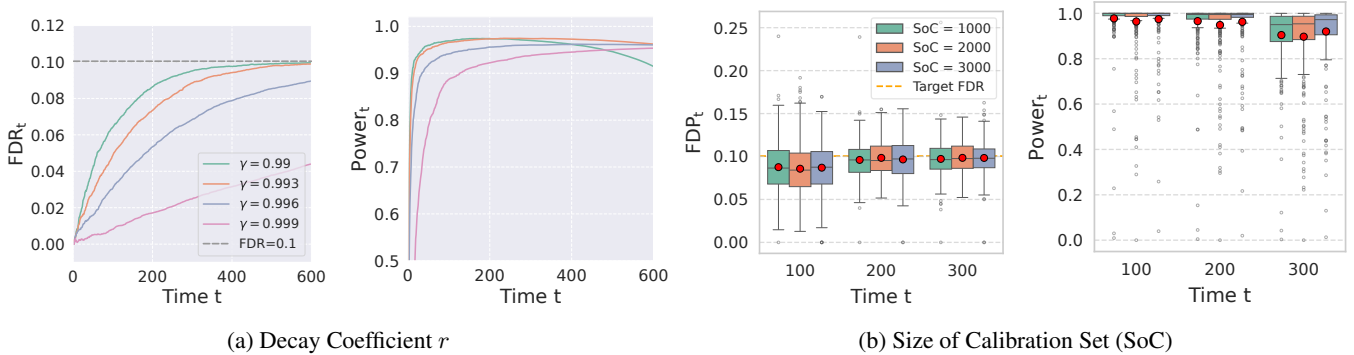 FDR_t
0.12
0.10
0.08
0.06
0.04
0.02
0.00
γ = 0.99
γ = 0.993
γ = 0.996
γ = 0.999
FDR=0.1
0
200
400
600
Time t
Power_t
1.0
0.9
0.8
0.7
0.6
0.5
0
200
400
600
Time t
(a) Decay Coefficient r
FDP_t
0.25
0.20
0.15
0.10
0.05
0.00
SoC = 1000
SoC = 2000
SoC = 3000
Target FDR
100
200
300
Time t
Power_t
1.0
0.8
0.6
0.4
0.2
0.0
100
200
300
Time t
(b) Size of Calibration Set (SoC)